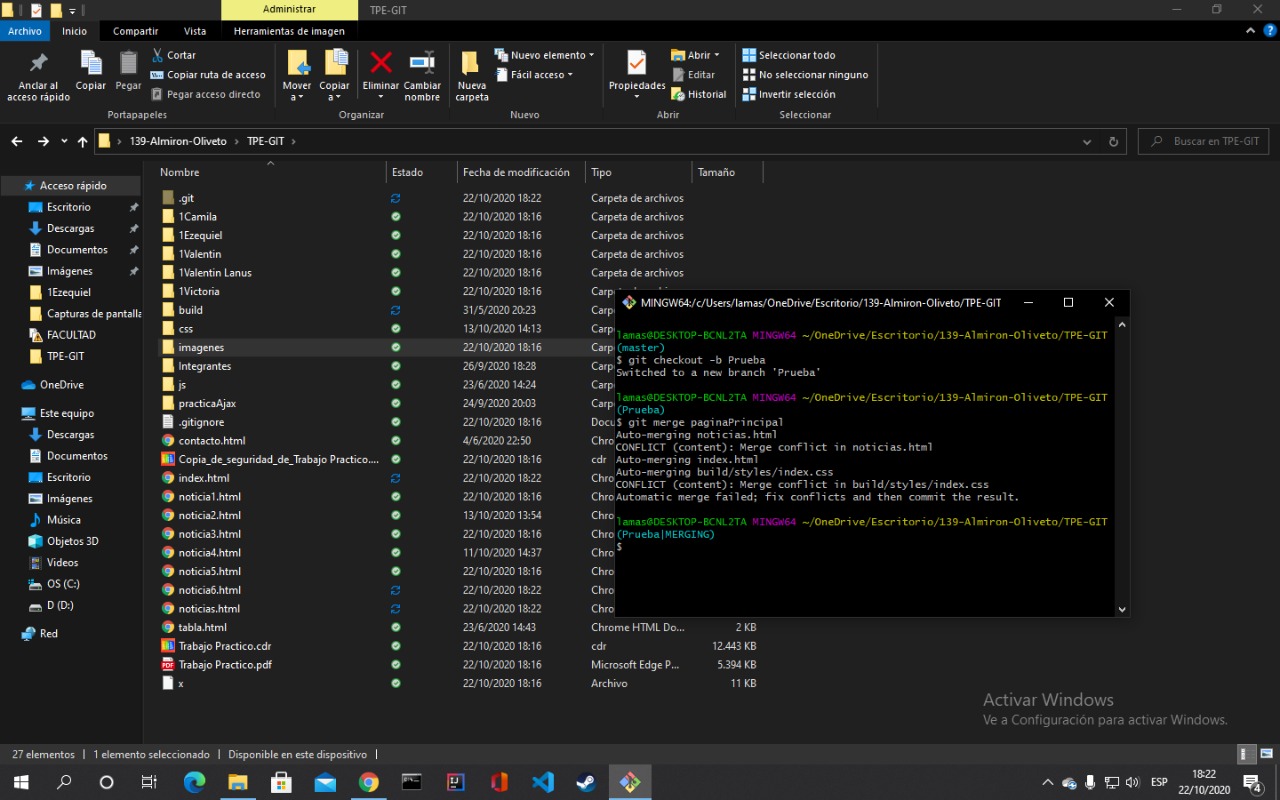 Administrar TPE-GIT
Archivo Inicio Compartir Vista Herramientas de imagen
Anclar al acceso rápido
Copiar
Pegar
Cortar
Copiar ruta de acceso
Pegar acceso directo
Portapapeles
Mover a
Copiar a
Eliminar
Cambiar nombre
Organizar
Nueva carpeta
Nuevo elemento
Fácil acceso
Nuevo
Propiedades
Abrir
Editar
Historial
Abrir
Seleccionar todo
No seleccionar ninguno
Invertir selección
Seleccionar
139-Almiron-Oliveto › TPE-GIT ›
Buscar en TPE-GIT
Acceso rápido
Escritorio
Descargas
Documentos
Imágenes
1Ezequiel
Capturas de pantalla
FACULTAD
TPE-GIT
OneDrive
Este equipo
Descargas
Documentos
Escritorio
Imágenes
Música
Objetos 3D
Videos
OS (C:)
D (D:)
Red
Nombre Estado Fecha de modificación Tipo Tamaño
.git 22/10/2020 18:22 Carpeta de archivos
1Camila 22/10/2020 18:16 Carpeta de archivos
1Ezequiel 22/10/2020 18:16 Carpeta de archivos
1Valentin 22/10/2020 18:16 Carpeta de archivos
1Valentin Lanus 22/10/2020 18:16 Carpeta de archivos
1Victoria 22/10/2020 18:16 Carpeta de archivos
build 31/5/2020 20:23 Carp
css 13/10/2020 14:13 Carp
imagenes 22/10/2020 18:16 Carp
Integrantes 26/9/2020 18:28 Carp
js 23/6/2020 14:24 Carp
practicaAjax 24/9/2020 20:03 Carp
.gitignore 22/10/2020 18:16 Docu
contacto.html 4/6/2020 22:50 Chro
Copia_de_seguridad_de_Trabajo Practico.... 22/10/2020 18:16 cdr
index.html 22/10/2020 18:22 Chro
noticia1.html 22/10/2020 18:16 Chro
noticia2.html 13/10/2020 13:54 Chro
noticia3.html 22/10/2020 18:16 Chro
noticia4.html 11/10/2020 14:37 Chro
noticia5.html 22/10/2020 18:16 Chro
noticia6.html 22/10/2020 18:22 Chro
noticias.html 22/10/2020 18:22 Chro
tabla.html 23/6/2020 14:43 Chrome HTML Do... 2 KB
Trabajo Practico.cdr 22/10/2020 18:16 cdr 12.443 KB
Trabajo Practico.pdf 22/10/2020 18:16 Microsoft Edge P... 5.394 KB
x 22/10/2020 18:16 Archivo 11 KB
MINGW64:/c/Users/lamas/OneDrive/Escritorio/139-Almiron-Oliveto/TPE-GIT
lamas@DESKTOP-BCNL2TA MINGW64 ~/OneDrive/Escritorio/139-Almiron-Oliveto/TPE-GIT
(master)
$ git checkout -b Prueba
Switched to a new branch 'Prueba'
lamas@DESKTOP-BCNL2TA MINGW64 ~/OneDrive/Escritorio/139-Almiron-Oliveto/TPE-GIT
(Prueba)
$ git merge paginaPrincipal
Auto-merging noticias.html
CONFLICT (content): Merge conflict in noticias.html
Auto-merging index.html
Auto-merging build/styles/index.css
CONFLICT (content): Merge conflict in build/styles/index.css
Automatic merge failed; fix conflicts and then commit the result.
lamas@DESKTOP-BCNL2TA MINGW64 ~/OneDrive/Escritorio/139-Almiron-Oliveto/TPE-GIT
(Prueba|MERGING)
$
Activar Windows
Ve a Configuración para activar Windows.
27 elementos 1 elemento seleccionado Disponible en este dispositivo
ESP
18:22
22/10/2020
4